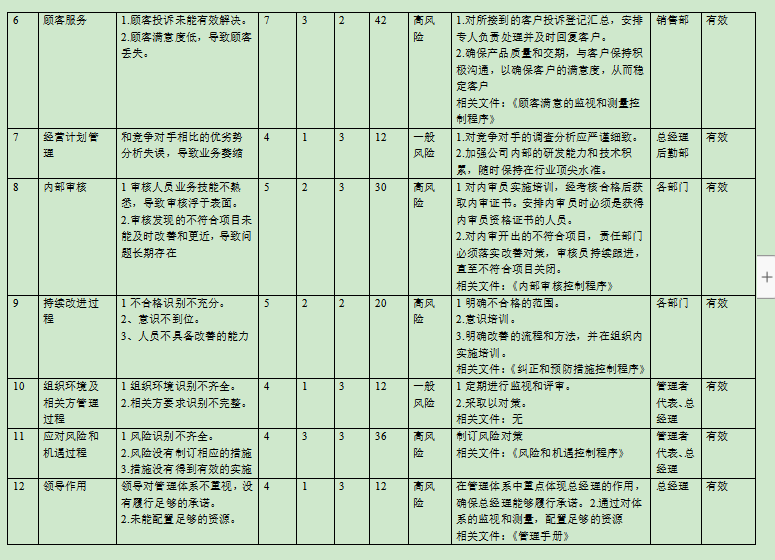 6 顾客服务 1.顾客投诉未能有效解决。 7 3 2 42 高风 1.对所接到的客户投诉登记汇总，安排 销售部 有效
2.顾客满意度低，导致顾客 险 专人负责处理并及时回复客户。
丢失。 2.确保产品质量和交期，与客户保持积
极沟通，以确保客户的满意度，从而稳
定客户
相关文件：《顾客满意的监视和测量控
制程序》
7 经营计划管 和竞争对手相比的优劣势 4 1 3 12 一般 1.对竞争对手的调查分析应严谨细致。 总经理 有效
理 分析失误，导致业务萎缩 风险 2.加强公司内部的研发能力和技术积 后勤部
累，随时保持在行业顶尖水准。
8 内部审核 1 审核人员业务技能不熟 5 2 3 30 高风 1 对内审员实施培训，经考核合格后获 各部门 有效
悉，导致审核浮于表面。 险 取内审证书。安排内审员时必须是获得
2.审核发现的不符合项目未 内审员资格证书的人员。
能及时改善和更近，导致问 2.对内审开出的不符合项目，责任部门
题长期存在 必须落实改善对策，审核员持续跟进，
直至不符合项目关闭。
相关文件：《内部审核控制程序》
9 持续改进过 1 不合格识别不充分。 5 2 2 20 高风 1 明确不合格的范围。 各部门 有效
程 2、意识不到位。 险 2.意识培训。
3、人员不具备改善的能力 3.明确改善的流程和方法，并在组织内
实施培训。
相关文件：《纠正和预防措施控制程序》
10 组织环境及 1 组织环境识别不齐全。 4 1 3 12 一般 1 定期进行监视和评审。 管理者 有效
相关方管理 2.相关方要求识别不完整。 风险 2.采取以对策。 代表、总
过程 相关文件：无 经理
11 应对风险和 1 风险识别不齐全。 4 3 3 36 高风 制订风险对策 管理者 有效
机遇过程 2.风险没有制订相应的措施 险 相关文件：《风险和机遇控制程序》 代表、总
3.措施没有得到有效的实施 经理
12 领导作用 领导对管理体系不重视，没 4 1 3 12 高风 在管理体系中重点体现总经理的作用， 总经理 有效
有履行足够的承诺。 险 确保总经理能够履行承诺。2.通过对体
2.未能配置足够的资源。 系的监视和测量，配置足够的资源
相关文件：《管理手册》